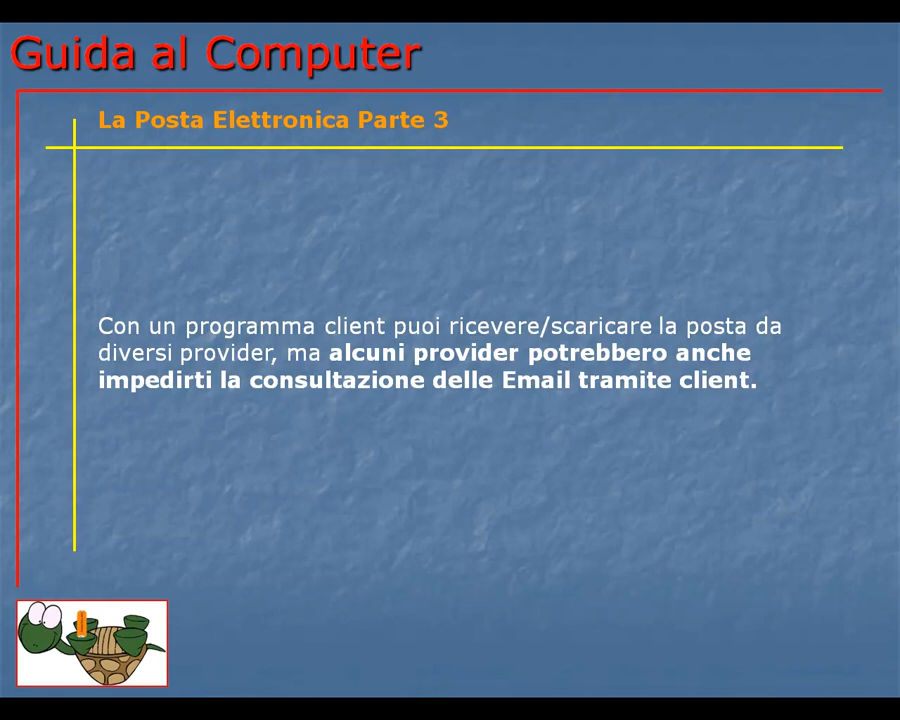 Guida al Computer
La Posta Elettronica Parte 3
Con un programma client puoi ricevere/scaricare la posta da
diversi provider, ma alcuni provider potrebbero anche
impedirti la consultazione delle Email tramite client.